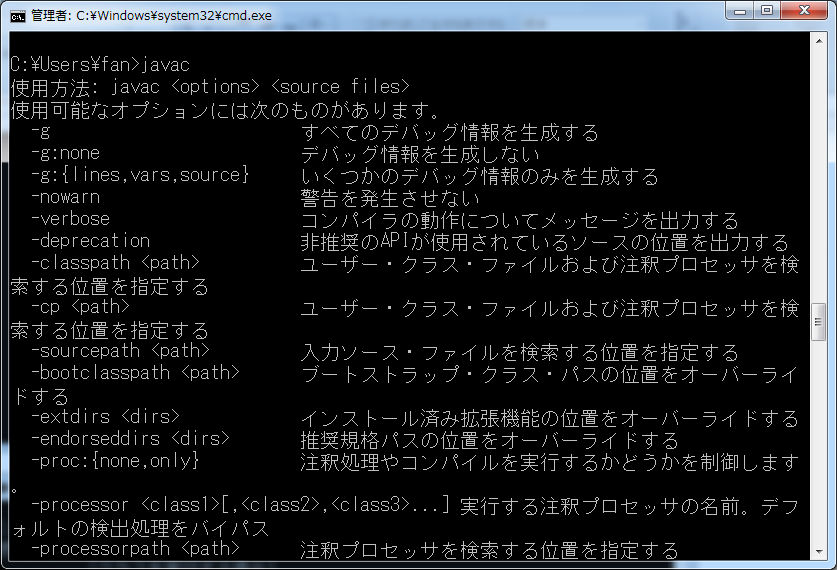 管理者: C:¥Windows¥system32¥cmd.exe
C:¥Users¥fan>javac
使用方法: javac <options> <source files>
使用可能なオプションには次のものがあります。
-g すべてのデバッグ情報を生成する
-g:none デバッグ情報を生成しない
-g:{lines,vars,source} いくつかのデバッグ情報のみを生成する
-nowarn 警告を発生させない
-verbose コンパイラの動作についてメッセージを出力する
-deprecation 非推奨のAPIが使用されているソースの位置を出力する
-classpath <path> ユーザー・クラス・ファイルおよび注釈プロセッサを検
索する位置を指定する
-cp <path> ユーザー・クラス・ファイルおよび注釈プロセッサを検
索する位置を指定する
-sourcepath <path> 入力ソース・ファイルを検索する位置を指定する
-bootclasspath <path> ブートストラップ・クラス・パスの位置をオーバーライ
ドする
-extdirs <dirs> インストール済み拡張機能の位置をオーバーライドする
-endorseddirs <dirs> 推奨規格パスの位置をオーバーライドする
-proc:{none,only} 注釈処理やコンパイルを実行するかどうかを制御します
。
-processor <class1>[,<class2>,<class3>...] 実行する注釈プロセッサの名前。デフ
ォルトの検出処理をバイパス
-processorpath <path> 注釈プロセッサを検索する位置を指定する